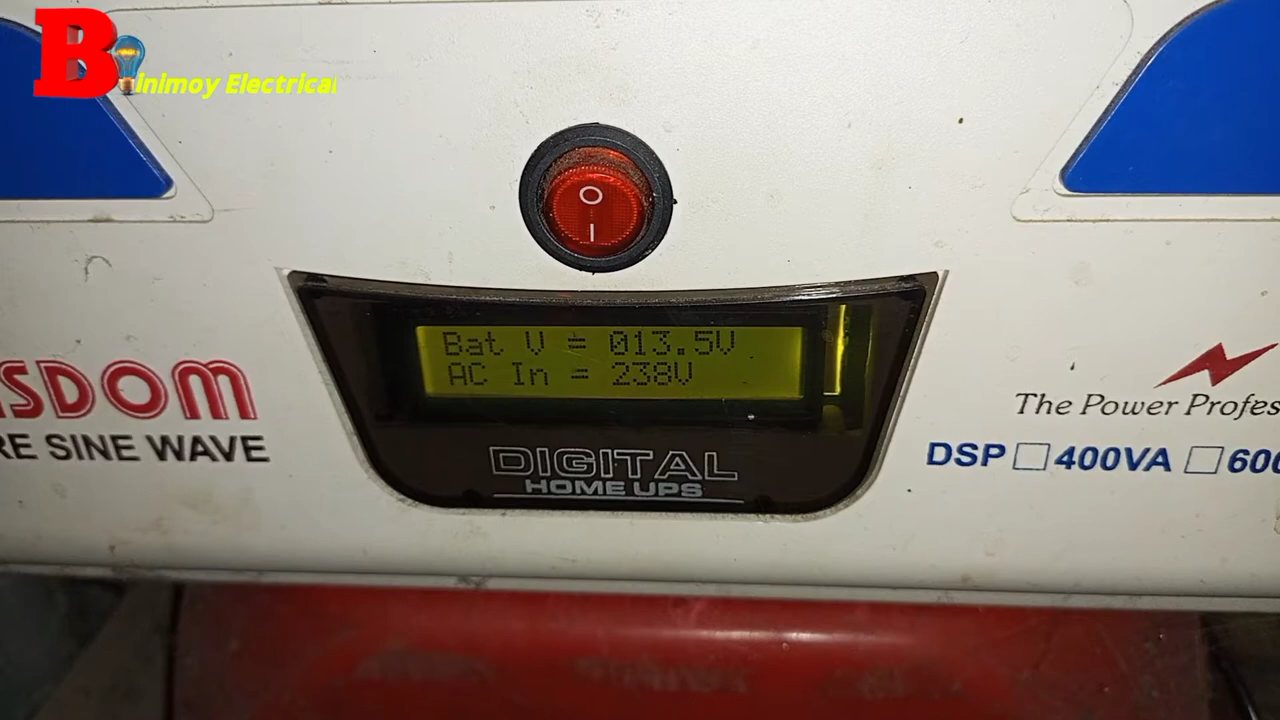 Binimoy Electrical
O
I
Bat V = 013.5V
AC In = 238V
SDOM
RE SINE WAVE
DIGITAL
HOME UPS
The Power Profes
DSP 400VA 600